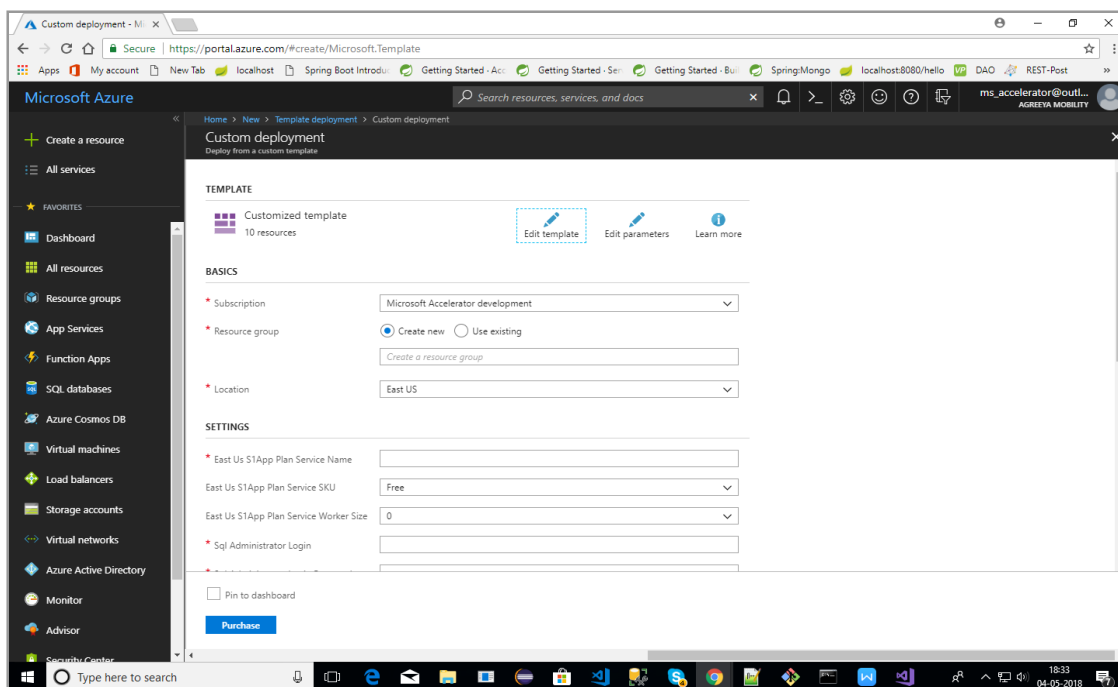 Custom deployment - Mi
Secure | https://portal.azure.com/#create/Microsoft.Template
Apps My account New Tab localhost Spring Boot Introdu Getting Started · Acc Getting Started · Ser Getting Started · Bui Spring:Mongo localhost:8080/hello VP DAO REST-Post »
Microsoft Azure
Search resources, services, and docs
ms_accelerator@outl...
AGREEYA MOBILITY
Home > New > Template deployment > Custom deployment
Custom deployment
Deploy from a custom template
Create a resource
All services
FAVORITES
Dashboard
All resources
Resource groups
App Services
Function Apps
SQL databases
Azure Cosmos DB
Virtual machines
Load balancers
Storage accounts
Virtual networks
Azure Active Directory
Monitor
Advisor
Security Center
TEMPLATE
Customized template
10 resources
Edit template
Edit parameters
Learn more
BASICS
* Subscription
Microsoft Accelerator development
* Resource group
Create new Use existing
Create a resource group
* Location
East US
SETTINGS
* East Us S1App Plan Service Name
East Us S1App Plan Service SKU
Free
East Us S1App Plan Service Worker Size
0
* Sql Administrator Login
Pin to dashboard
Purchase
Type here to search
18:33
04-05-2018